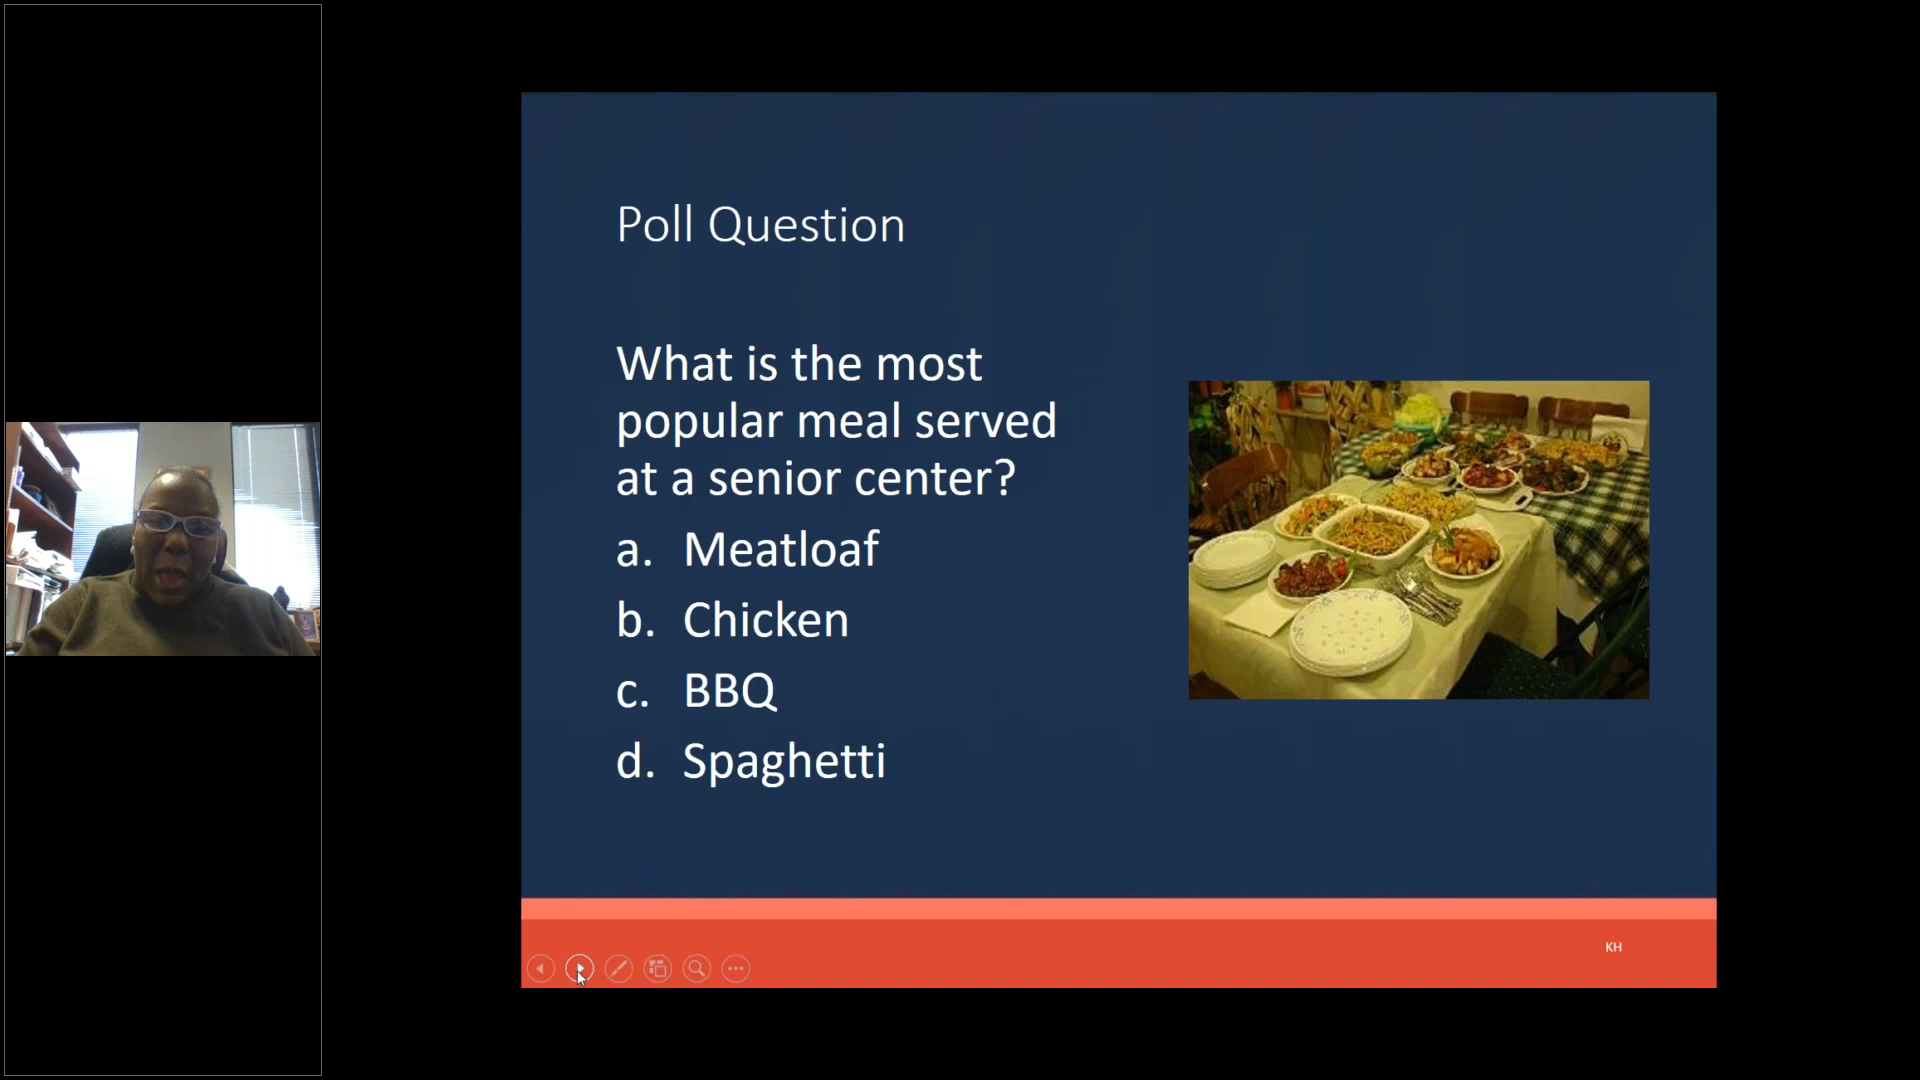 Poll Question
What is the most
popular meal served
at a senior center?
a. Meatloaf
b. Chicken
c. BBQ
d. Spaghetti
KH